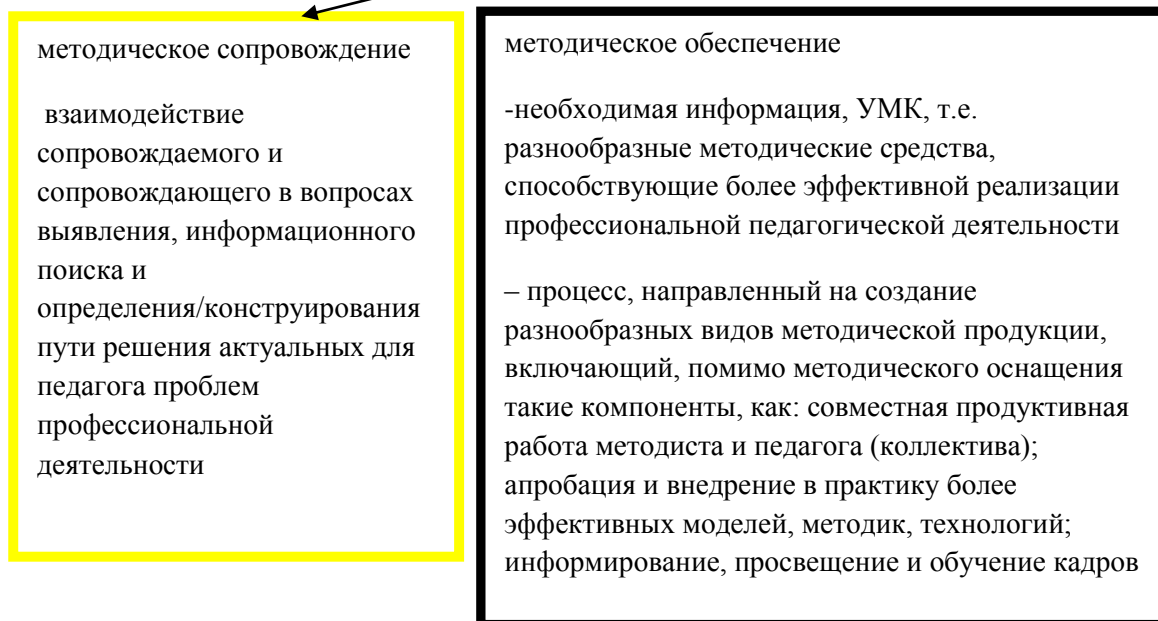 методическое сопровождение
взаимодействие
сопровождаемого и
сопровождающего в вопросах
выявления, информационного
поиска и
определения/конструирования
пути решения актуальных для
педагога проблем
профессиональной
деятельности
методическое обеспечение
-необходимая информация, УМК, т.е.
разнообразные методические средства,
способствующие более эффективной реализации
профессиональной педагогической деятельности
– процесс, направленный на создание
разнообразных видов методической продукции,
включающий, помимо методического оснащения
такие компоненты, как: совместная продуктивная
работа методиста и педагога (коллектива);
апробация и внедрение в практику более
эффективных моделей, методик, технологий;
информирование, просвещение и обучение кадров